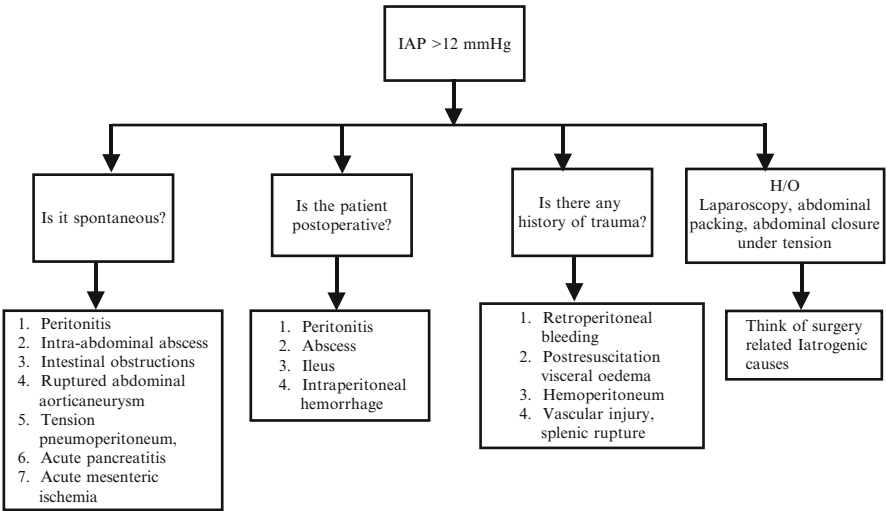 IAP >12 mmHg
Is it spontaneous?
Is the patient
postoperative?
Is there any
history of trauma?
H/O
Laparoscopy, abdominal
packing, abdominal closure
under tension
1. Peritonitis
2. Intra-abdominal abscess
3. Intestinal obstructions
4. Ruptured abdominal
aorticaneurysm
5. Tension
pneumoperitoneum,
6. Acute pancreatitis
7. Acute mesenteric
ischemia
1. Peritonitis
2. Abscess
3. Ileus
4. Intraperitoneal
hemorrhage
1. Retroperitoneal
bleeding
2. Postresuscitation
visceral oedema
3. Hemoperitoneum
4. Vascular injury,
splenic rupture
Think of surgery
related Iatrogenic
causes